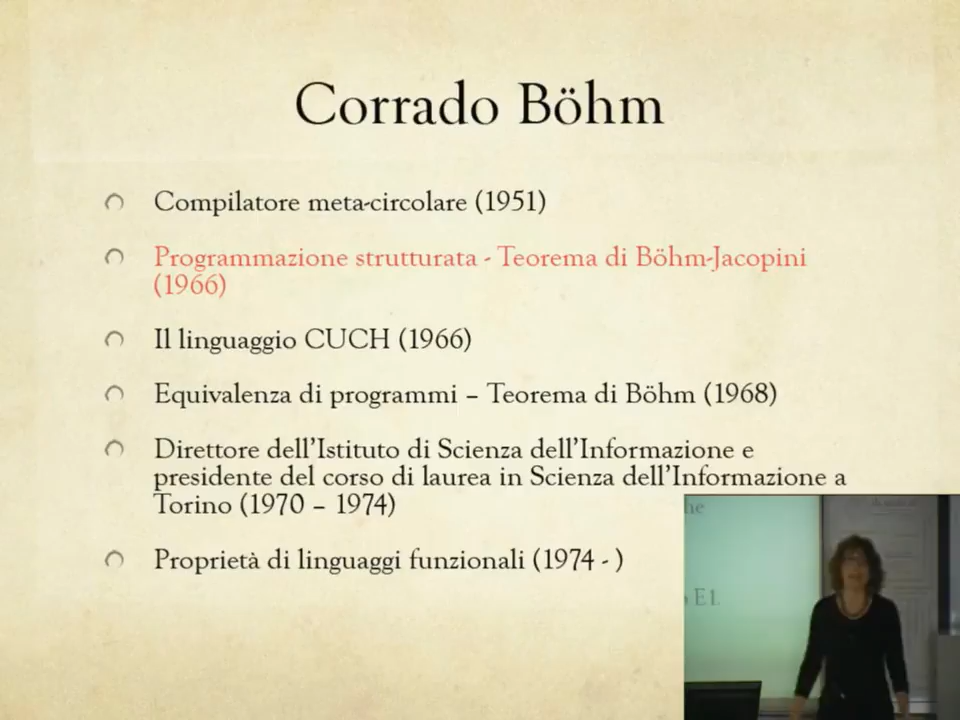 Corrado Böhm
Compilatore meta-circolare (1951)
Programmazione strutturata - Teorema di Böhm-Jacopini
(1966)
Il linguaggio CUCH (1966)
Equivalenza di programmi – Teorema di Böhm (1968)
Direttore dell'Istituto di Scienza dell'Informazione e
presidente del corso di laurea in Scienza dell'Informazione a
Torino (1970 – 1974)
Proprietà di linguaggi funzionali (1974 - )
he
E1.